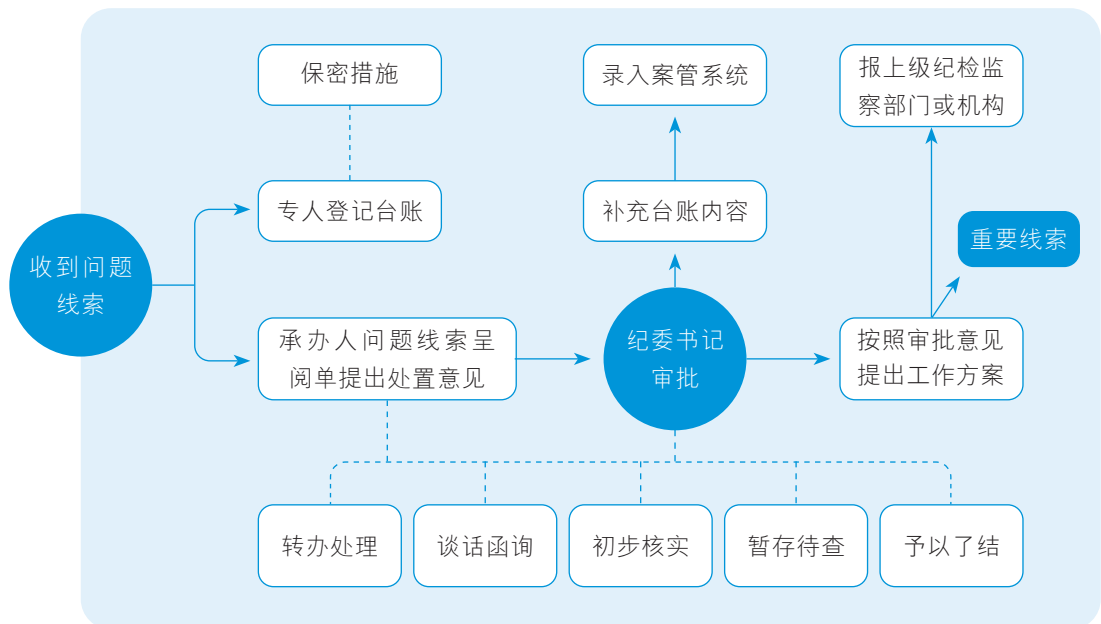 保密措施
录入案管系统
报上级纪检监
察部门或机构
专人登记台账
补充台账内容
重要线索
收到问题
线索
承办人问题线索呈
阅单提出处置意见
纪委书记
审批
按照审批意见
提出工作方案
转办处理
谈话函询
初步核实
暂存待查
予以了结